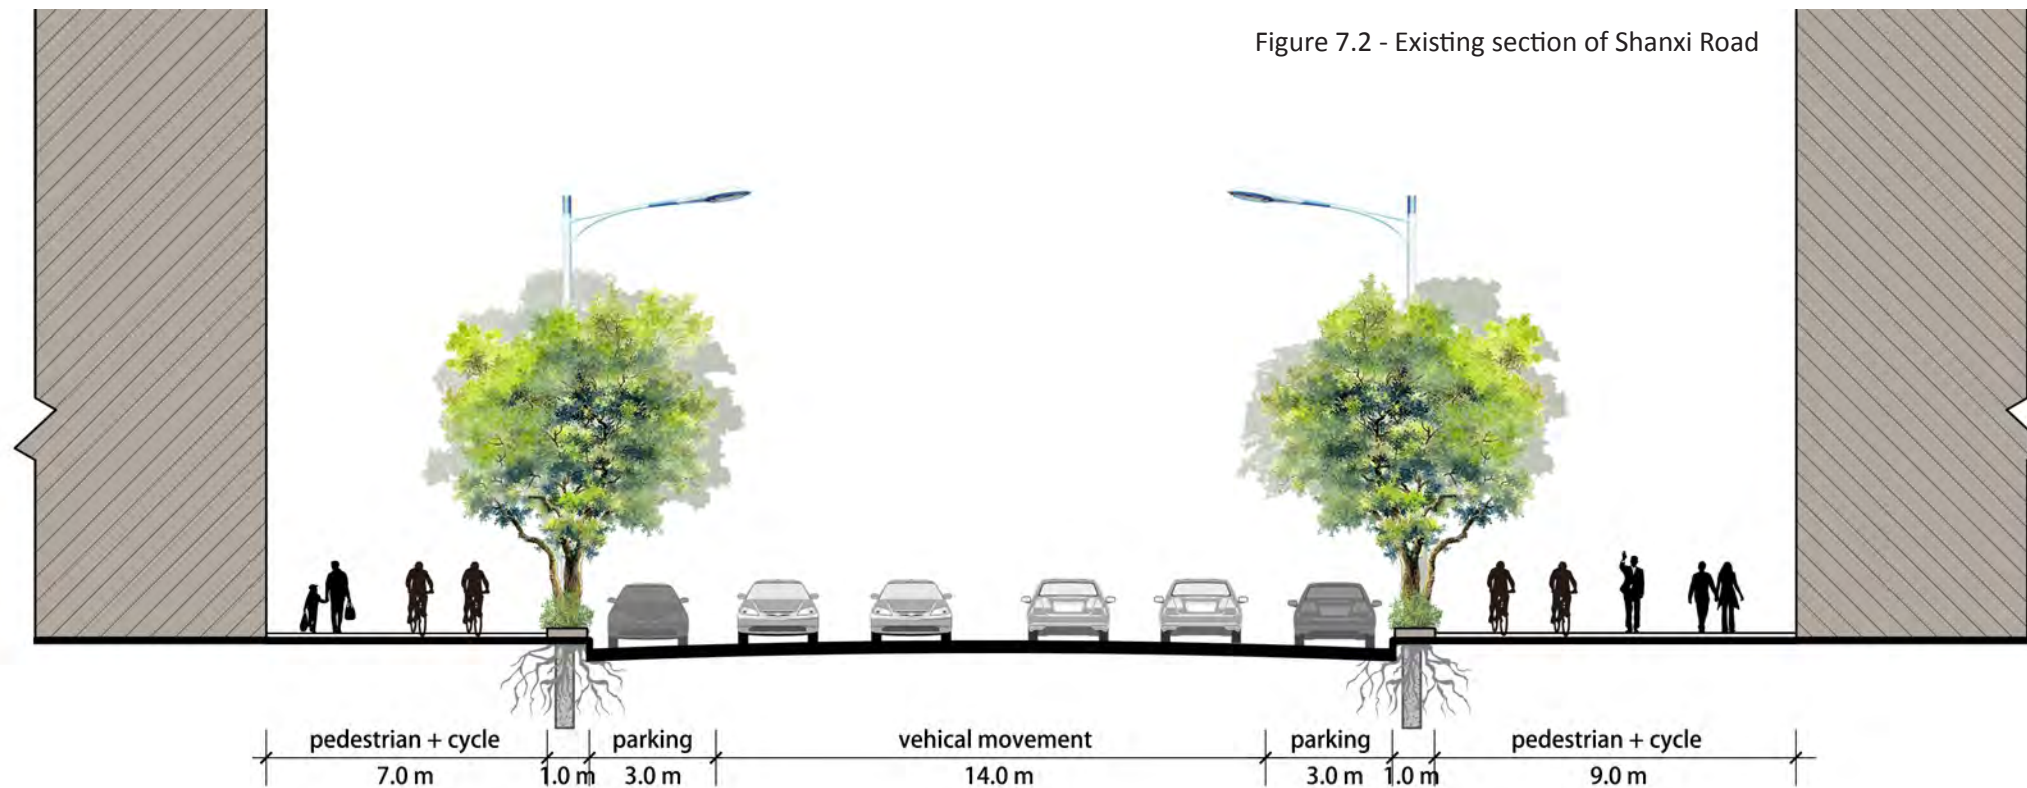 Figure 7.2 - Existing section of Shanxi Road
pedestrian + cycle
parking
vehical movement
parking
pedestrian + cycle
7.0 m
1.0 m
3.0 m
14.0 m
3.0 m
1.0 m
9.0 m